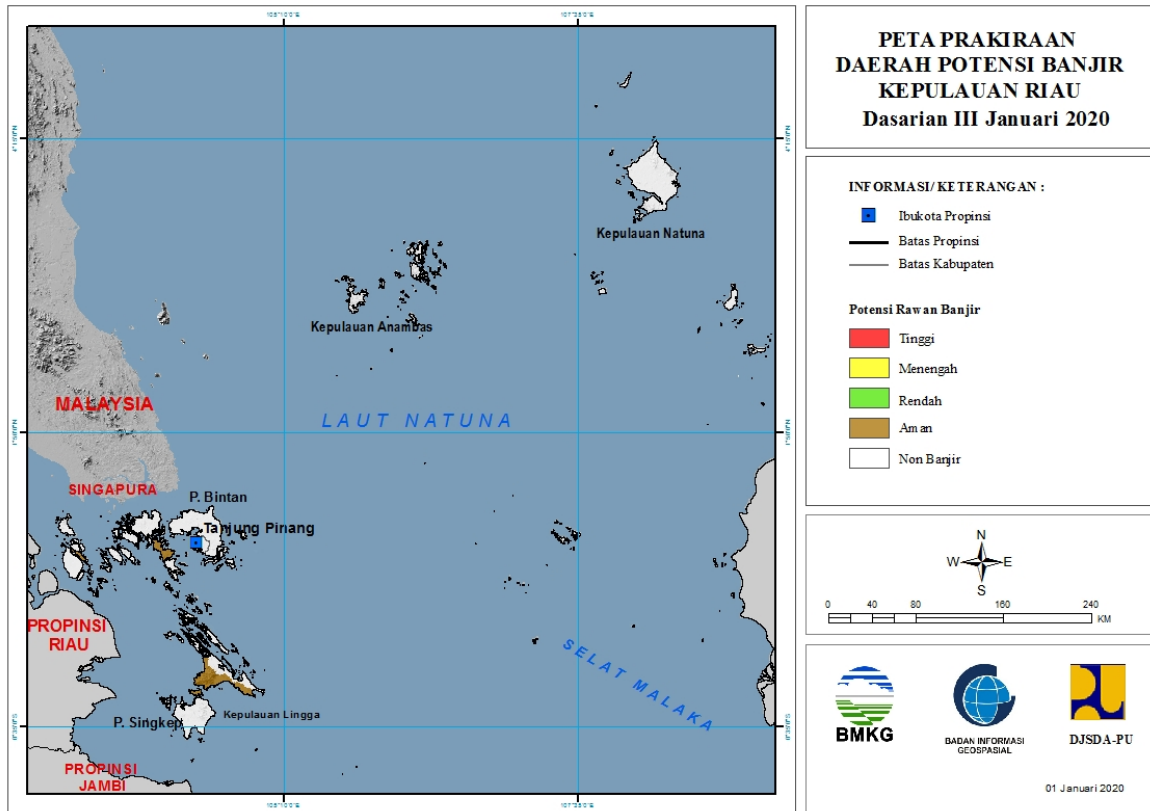 PETA PRAKIRAAN
DAERAH POTENSI BANJIR
KEPULAUAN RIAU
Dasarian III Januari 2020
INFORMASI/ KETERANGAN :
Ibukota Propinsi
Batas Propinsi
Batas Kabupaten
Potensi Rawan Banjir
Tinggi
Menengah
Rendah
Aman
Non Banjir
N
W E
S
0 40 80 160 240
KM
BMKG
BADAN INFORMASI
GEOSPASIAL
DJSDA-PU
01 Januari 2020
Kepulauan Natuna
Kepulauan Anambas
MALAYSIA
LAUT NATUNA
SINGAPURA
P. Bintan
Tanjung Pinang
PROPINSI
RIAU
SELAT MALAKA
P. Singkep
Kepulauan Lingga
PROPINSI
JAMBI